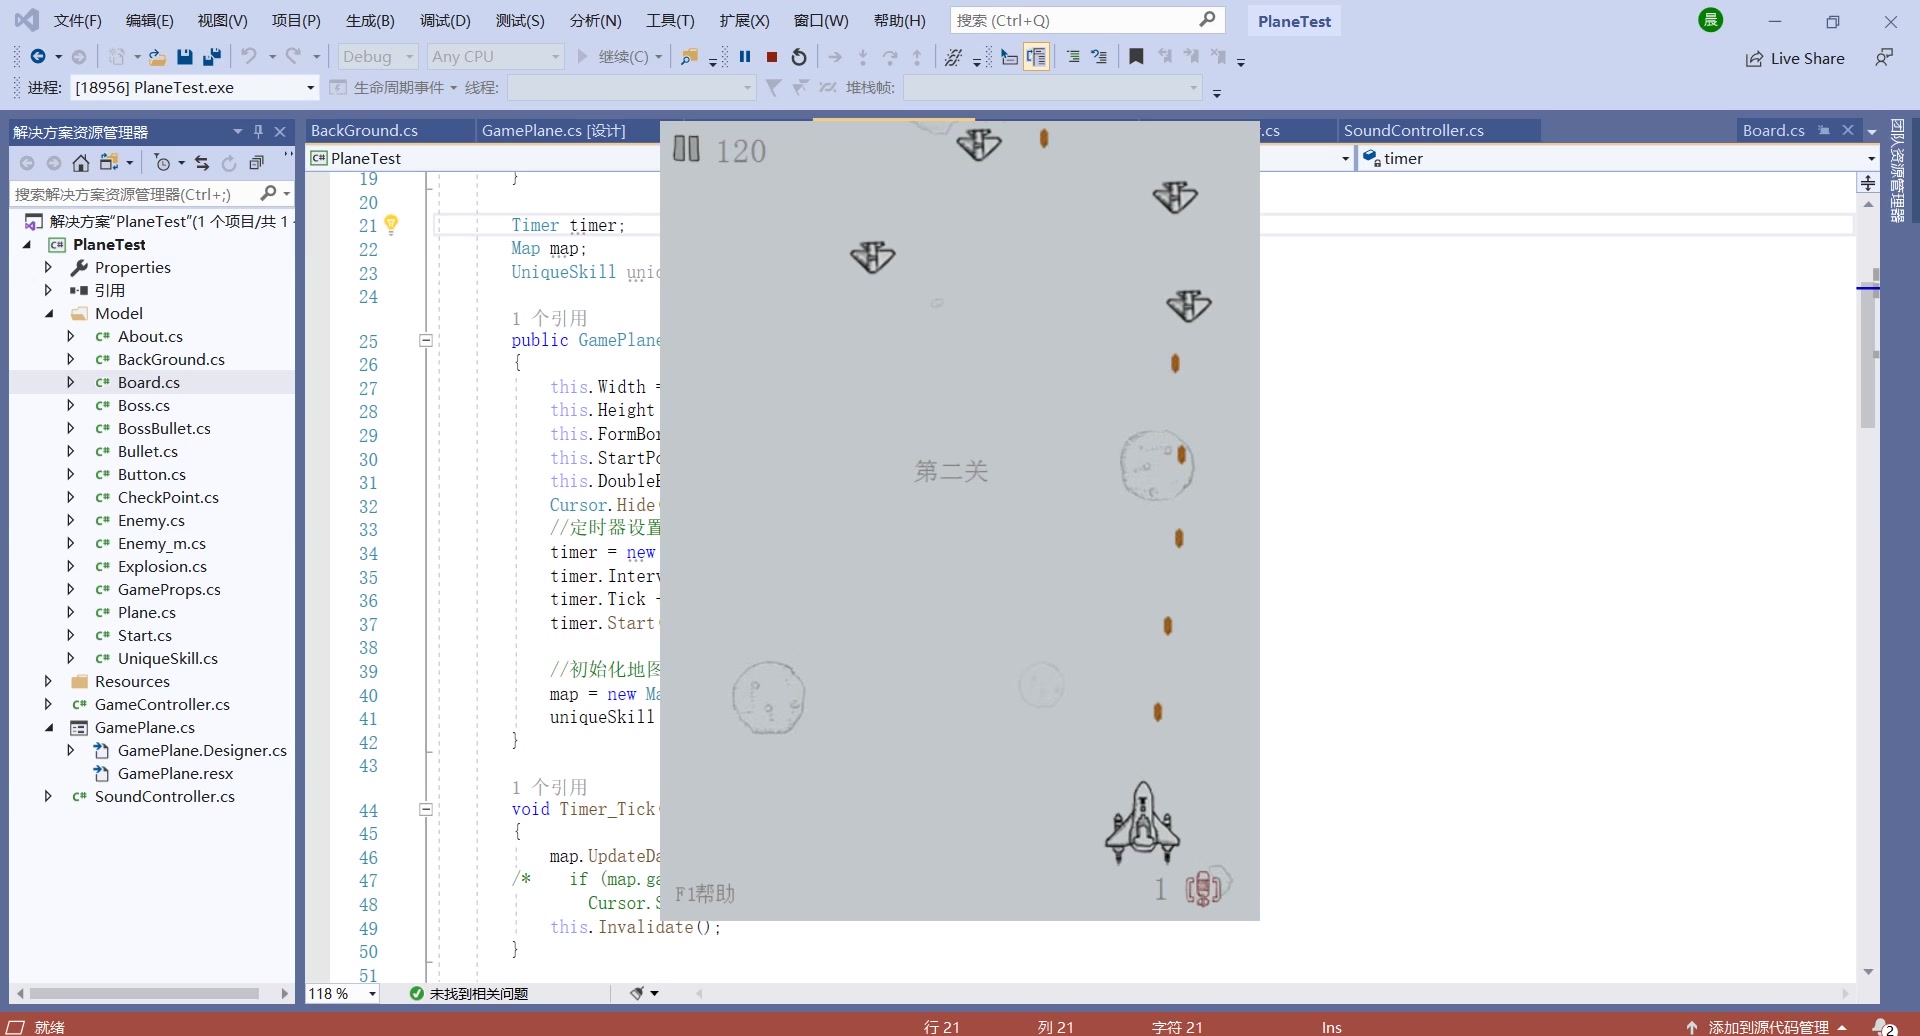 文件(F) 编辑(E) 视图(V) 项目(P) 生成(B) 调试(D) 测试(S) 分析(N) 工具(T) 扩展(X) 窗口(W) 帮助(H) 搜索 (Ctrl+Q) PlaneTest 晨
Debug Any CPU 继续(C) Live Share
进程: [18956] PlaneTest.exe 生命周期事件 线程: 堆栈帧:
解决方案资源管理器
搜索解决方案资源管理器(Ctrl+;)
解决方案"PlaneTest"(1 个项目/共 1
PlaneTest
Properties
引用
Model
About.cs
BackGround.cs
Board.cs
Boss.cs
BossBullet.cs
Bullet.cs
Button.cs
CheckPoint.cs
Enemy.cs
Enemy_m.cs
Explosion.cs
GameProps.cs
Plane.cs
Start.cs
UniqueSkill.cs
Resources
GameController.cs
GamePlane.cs
GamePlane.Designer.cs
GamePlane.resx
SoundController.cs
BackGround.cs GamePlane.cs [设计] .cs SoundController.cs Board.cs
PlaneTest timer
19 }
20
21 Timer timer;
22 Map map;
23 UniqueSkill uniq
24
1 个引用
25 public GamePlane
26 {
27 this.Width =
28 this.Height
29 this.FormBor
30 this.StartPo
31 this.DoubleB
32 Cursor.Hide(
33 //定时器设置
34 timer = new
35 timer.Interv
36 timer.Tick
37 timer.Start(
38
39 //初始化地图
40 map = new Ma
41 uniqueSkill
42 }
43
1 个引用
44 void Timer_Tick(
45 {
46 map.UpdateDa
47 /* if (map.ga
48 Cursor.S
49 this.Invalidate();
50 }
51
120
第二关
F1帮助
1
团队资源管理器
118 % 未找到相关问题
就绪 行 21 列 21 字符 21 Ins 添加到源代码管理 2